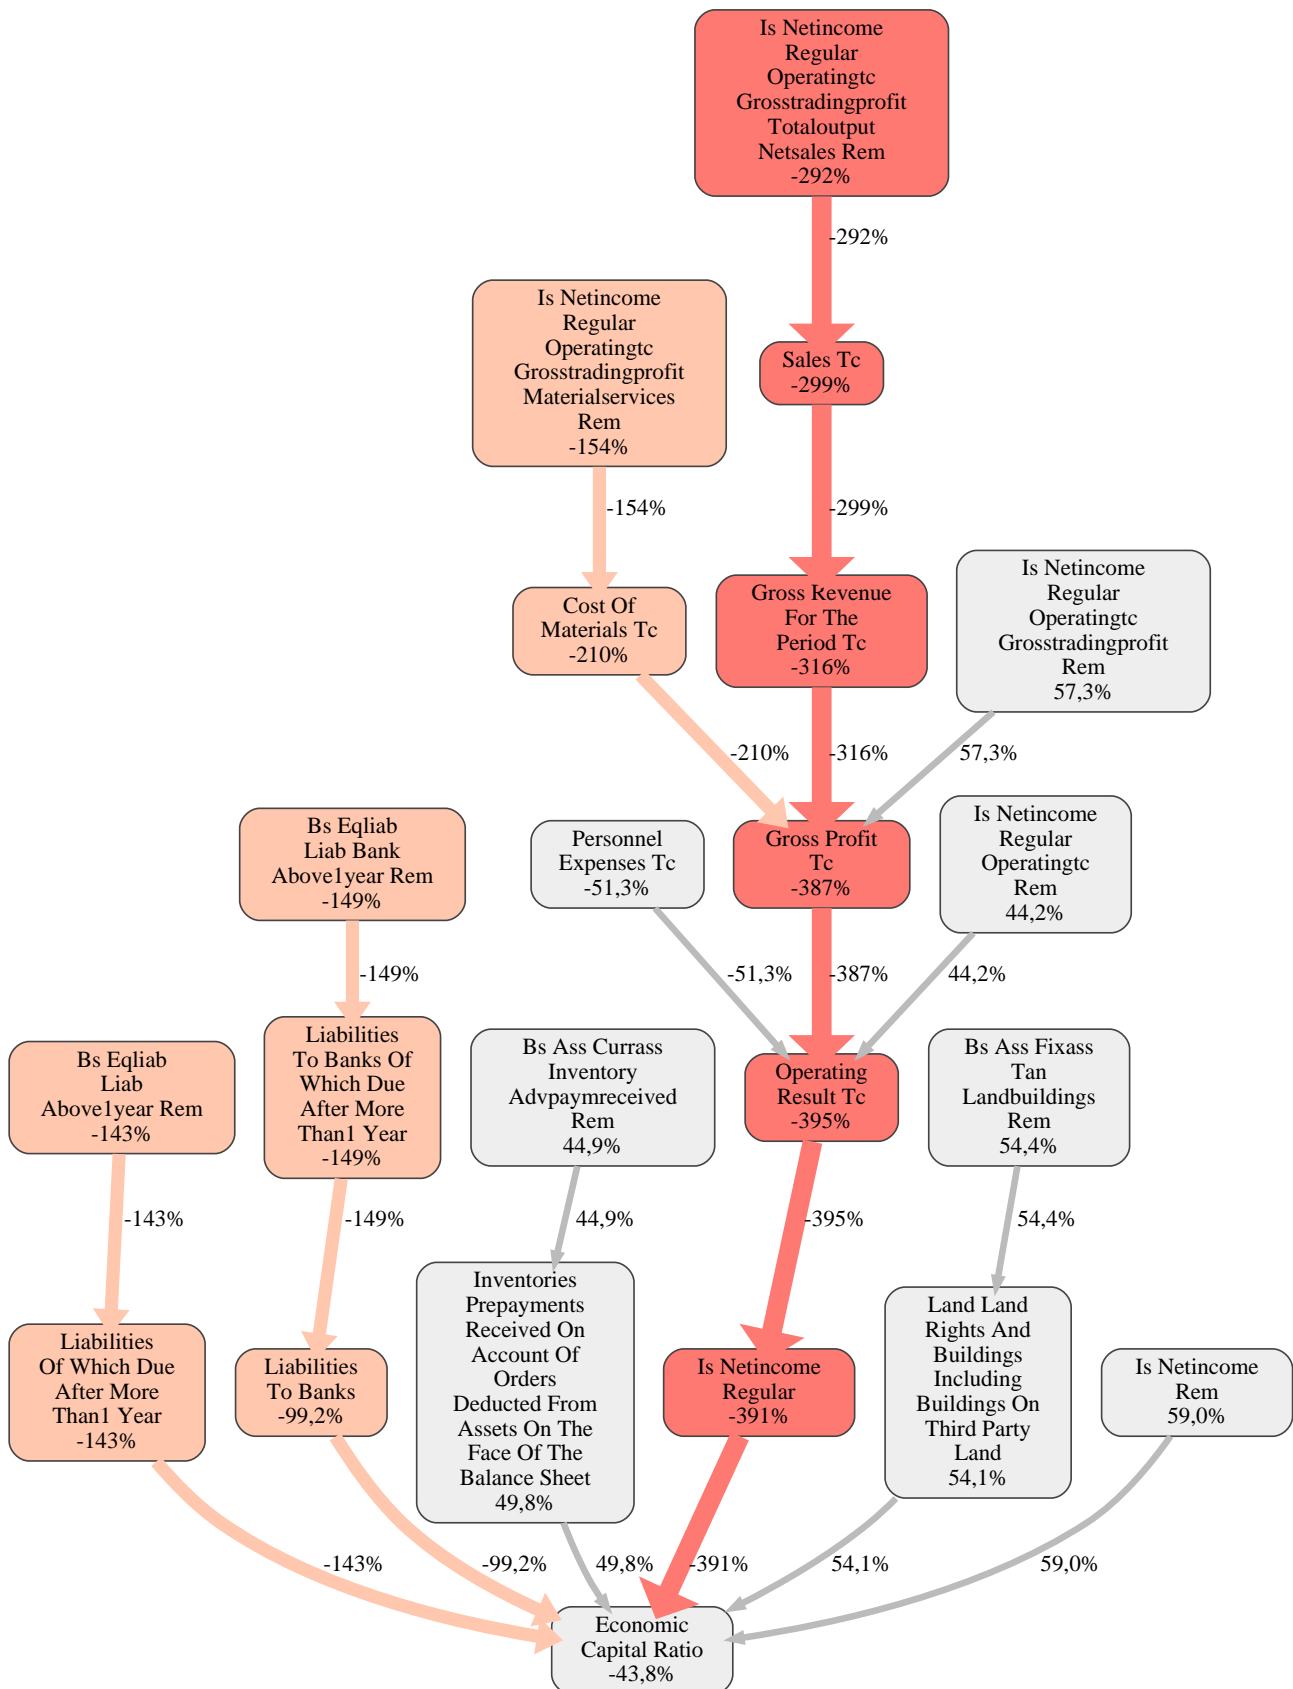 Is Netincome
Regular
Operatingtc
Grosstradingprofit
Totaloutput
Netsales Rem
-292%
-292%
Is Netincome
Regular
Operatingtc
Grosstradingprofit
Materialservices
Rem
-154%
Sales Tc
-299%
-154%
-299%
Cost Of
Materials Tc
-210%
Gross Revenue
For The
Period Tc
-316%
Is Netincome
Regular
Operatingtc
Grosstradingprofit
Rem
57,3%
-210%
-316%
57,3%
Bs Eqliab
Liab Bank
Above1year Rem
-149%
Personnel
Expenses Tc
-51,3%
Gross Profit
Tc
-387%
Is Netincome
Regular
Operatingtc
Rem
44,2%
-149%
-51,3%
-387%
44,2%
Bs Eqliab
Liab
Above1year Rem
-143%
Liabilities
To Banks Of
Which Due
After More
Than1 Year
-149%
Bs Ass Currass
Inventory
Advpaymreceived
Rem
44,9%
Operating
Result Tc
-395%
Bs Ass Fixass
Tan
Landbuildings
Rem
54,4%
-143%
-149%
44,9%
-395%
54,4%
Liabilities
Of Which Due
After More
Than1 Year
-143%
Liabilities
To Banks
-99,2%
Inventories
Prepayments
Received On
Account Of
Orders
Deducted From
Assets On The
Face Of The
Balance Sheet
49,8%
Is Netincome
Regular
-391%
Land Land
Rights And
Buildings
Including
Buildings On
Third Party
Land
54,1%
Is Netincome
Rem
59,0%
-143%
-99,2%
49,8%
-391%
54,1%
59,0%
Economic
Capital Ratio
-43,8%